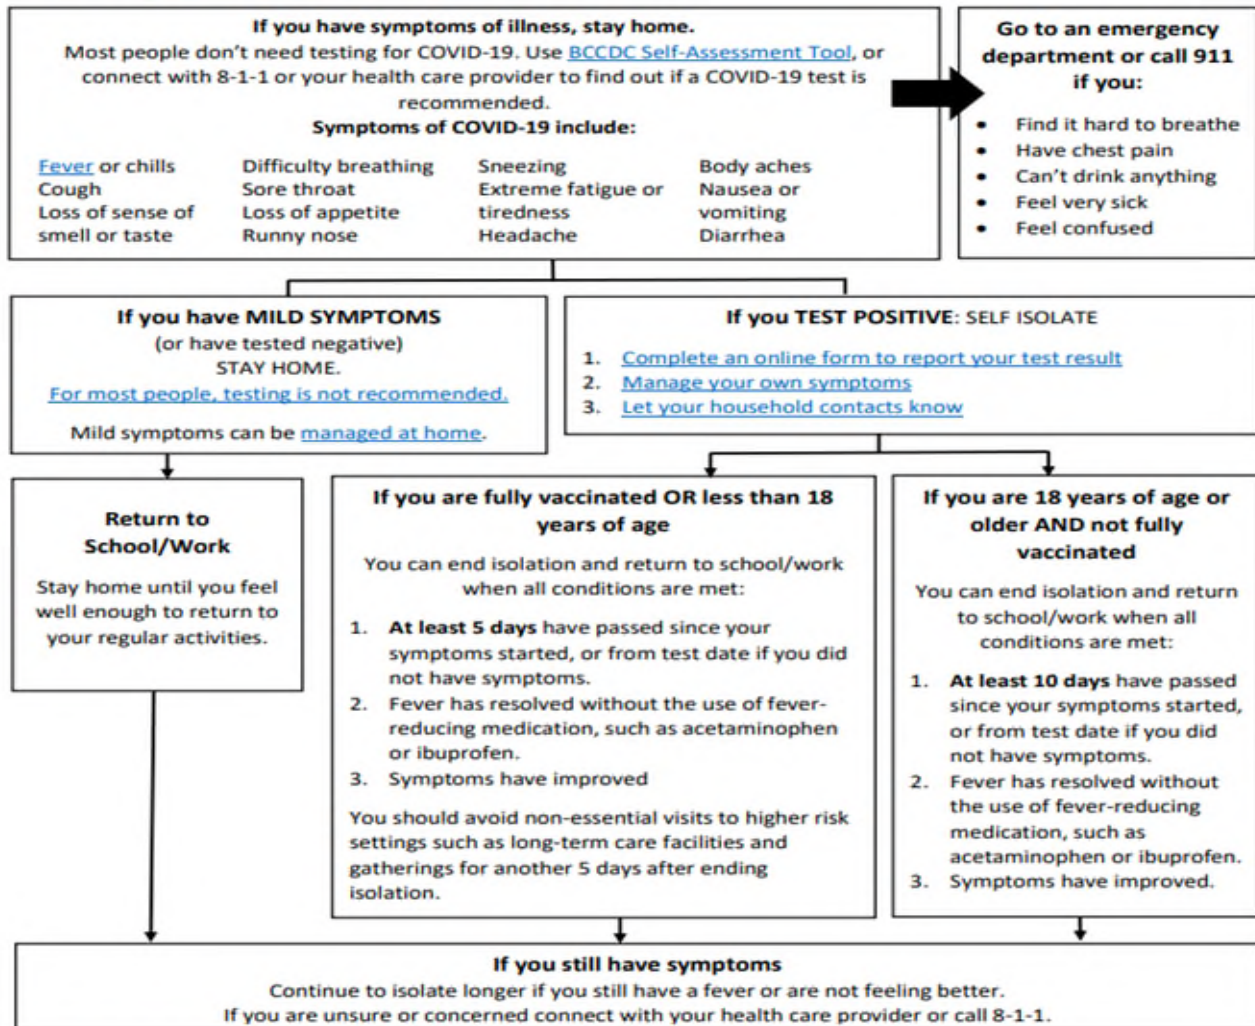 If you have symptoms of illness, stay home.
Most people don't need testing for COVID-19. Use BCCDC Self-Assessment Tool, or
connect with 8-1-1 or your health care provider to find out if a COVID-19 test is
recommended.
Symptoms of COVID-19 include:
Fever or chills
Cough
Loss of sense of
smell or taste
Difficulty breathing
Sore throat
Loss of appetite
Runny nose
Sneezing
Extreme fatigue or
tiredness
Headache
Body aches
Nausea or
vomiting
Diarrhea
Go to an emergency
department or call 911
if you:
• Find it hard to breathe
• Have chest pain
• Can't drink anything
• Feel very sick
• Feel confused
If you have MILD SYMPTOMS
(or have tested negative)
STAY HOME.
For most people, testing is not recommended.
Mild symptoms can be managed at home.
If you TEST POSITIVE: SELF ISOLATE
1. Complete an online form to report your test result
2. Manage your own symptoms
3. Let your household contacts know
Return to
School/Work
Stay home until you feel
well enough to return to
your regular activities.
If you are fully vaccinated OR less than 18
years of age
You can end isolation and return to school/work
when all conditions are met:
1. At least 5 days have passed since your
symptoms started, or from test date if you did
not have symptoms.
2. Fever has resolved without the use of fever-
reducing medication, such as acetaminophen
or ibuprofen.
3. Symptoms have improved
You should avoid non-essential visits to higher risk
settings such as long-term care facilities and
gatherings for another 5 days after ending
isolation.
If you are 18 years of age or
older AND not fully
vaccinated
You can end isolation and return
to school/work when all
conditions are met:
1. At least 10 days have passed
since your symptoms started,
or from test date if you did
not have symptoms.
2. Fever has resolved without
the use of fever-reducing
medication, such as
acetaminophen or ibuprofen.
3. Symptoms have improved.
If you still have symptoms
Continue to isolate longer if you still have a fever or are not feeling better.
If you are unsure or concerned connect with your health care provider or call 8-1-1.